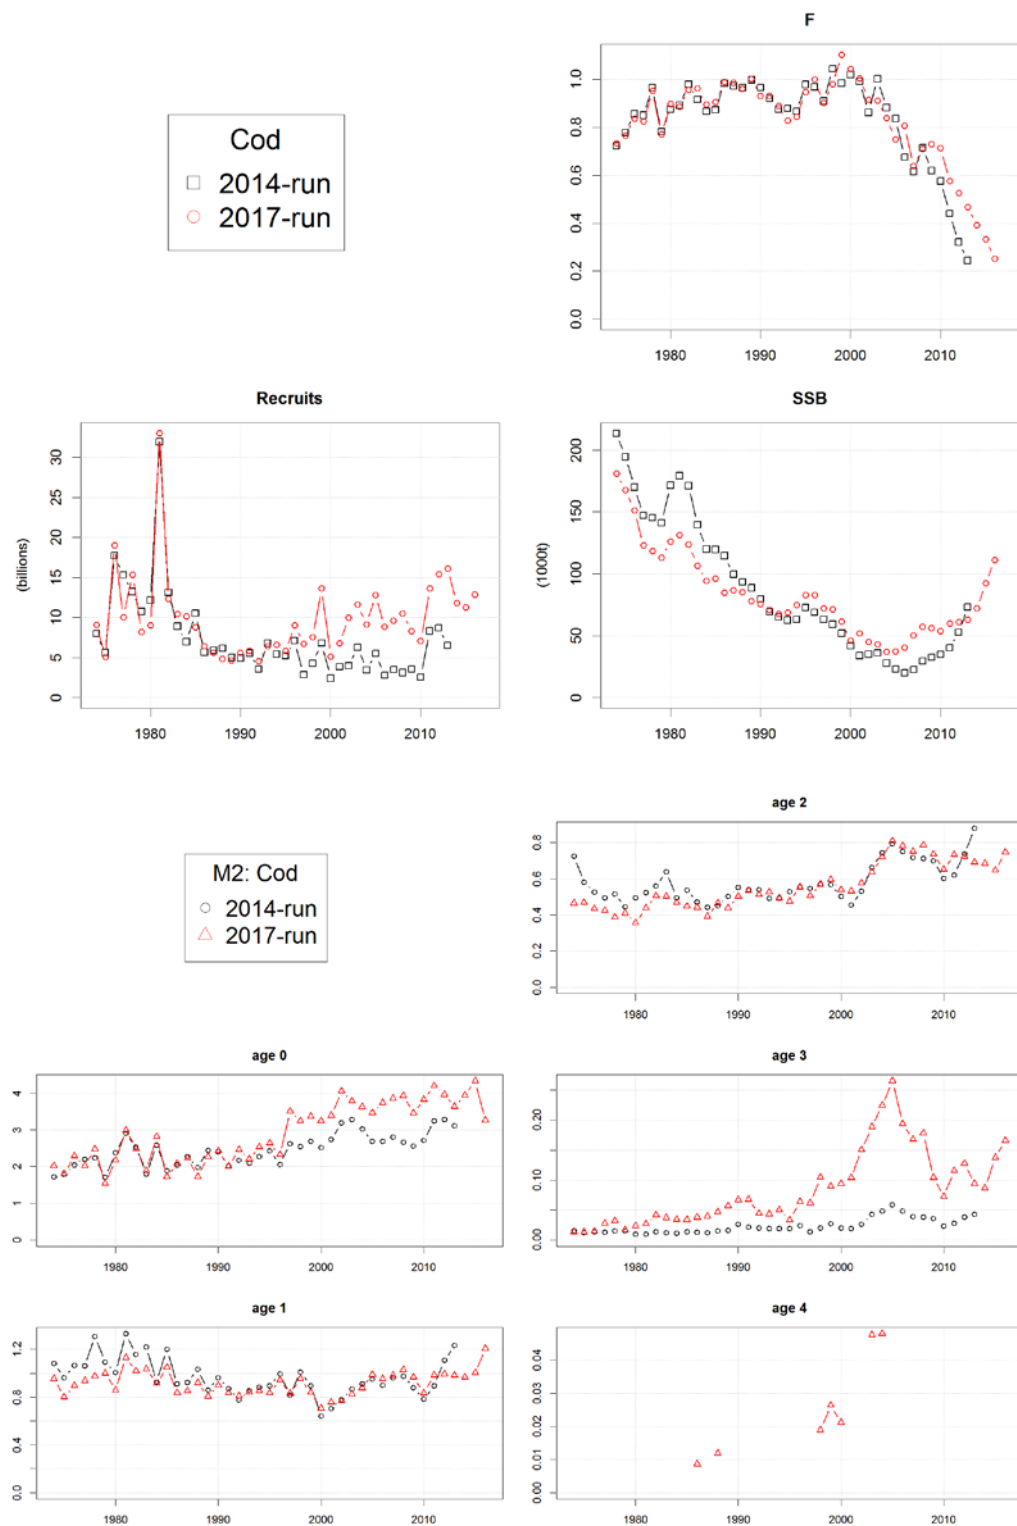 F
Cod
2014-run
2017-run
0.0 0.2 0.4 0.6 0.8 1.0
1980 1990 2000 2010
Recruits
(billions)
0 5 10 15 20 25 30
1980 1990 2000 2010
SSB
(1000t)
0 50 100 150 200
1980 1990 2000 2010
M2: Cod
2014-run
2017-run
age 2
0.0 0.2 0.4 0.6 0.8
1980 1990 2000 2010
age 0
0 1 2 3 4
1980 1990 2000 2010
age 3
0.00 0.05 0.10 0.20
1980 1990 2000 2010
age 1
0.0 0.4 0.8 1.2
1980 1990 2000 2010
age 4
0.00 0.01 0.02 0.03 0.04
1980 1990 2000 2010